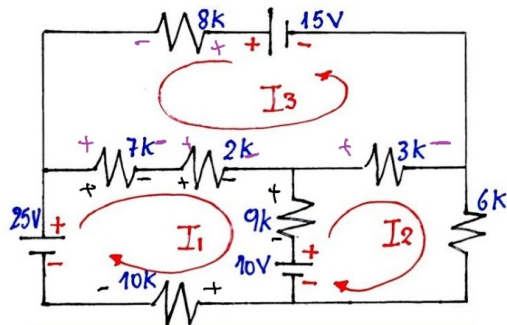 - 8k + + 15V -
I3
+ 7k - + 2k - + 3k -
+ - + - + 6k
25V + I1 9k I2
- 10V - +
- 10k + -